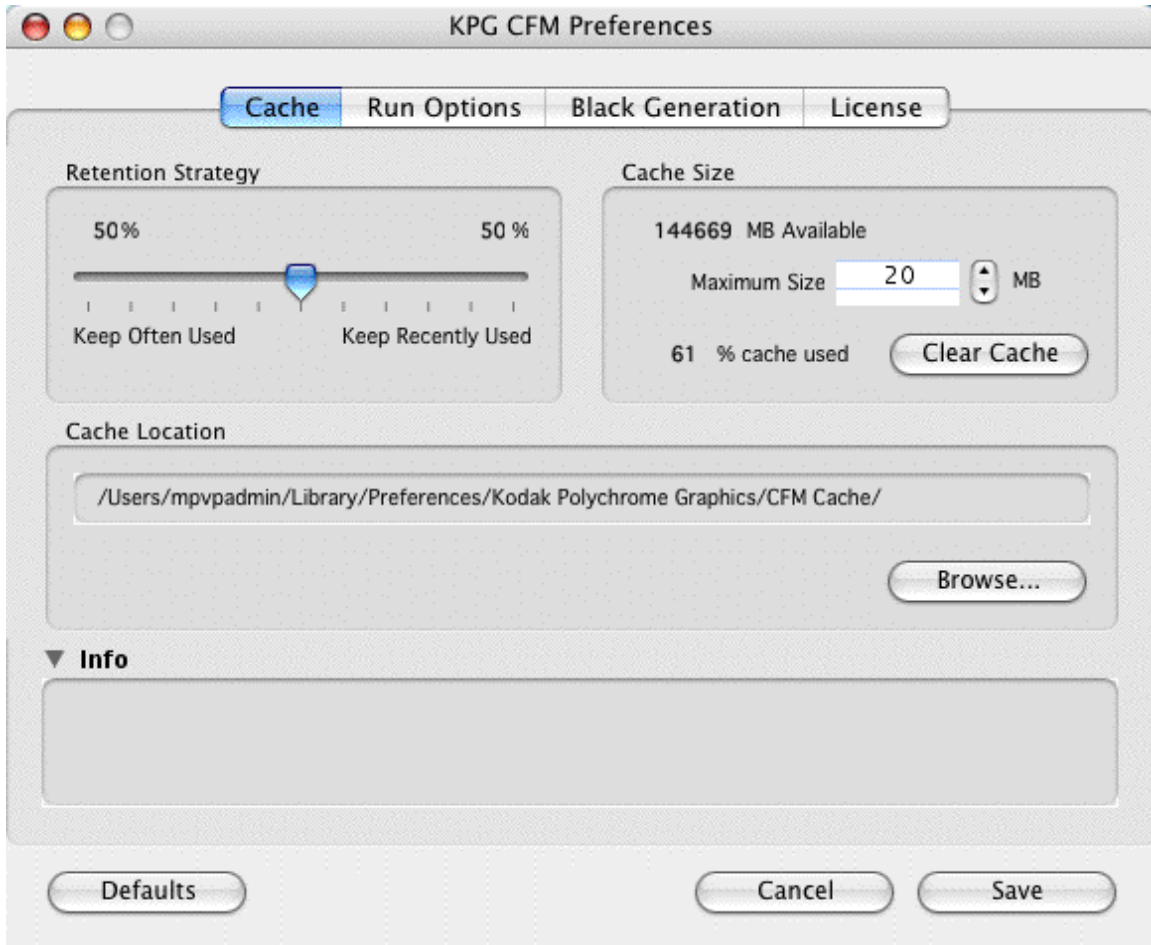 KPG CFM Preferences
Cache Run Options Black Generation License
Retention Strategy
50% 50 %
Keep Often Used Keep Recently Used
Cache Size
144669 MB Available
Maximum Size 20 MB
61 % cache used Clear Cache
Cache Location
/Users/mpvpadmin/Library/Preferences/Kodak Polychrome Graphics/CFM Cache/
Browse...
Info
Defaults Cancel Save